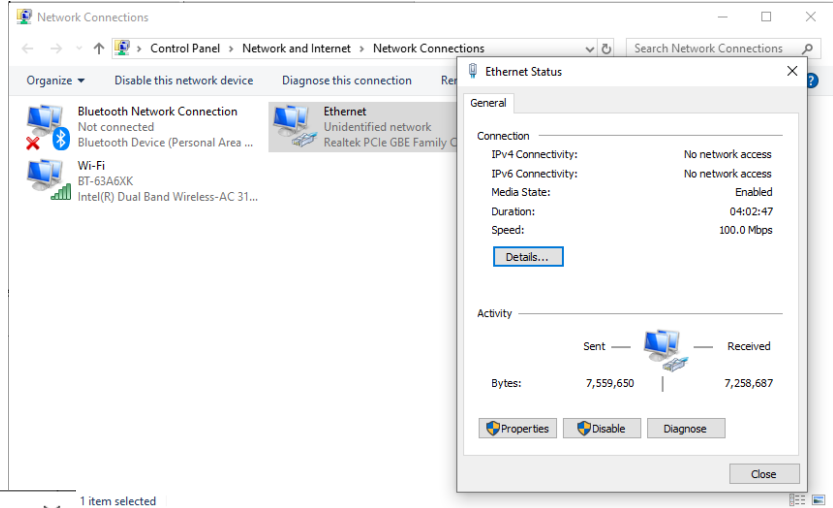 Network Connections
Control Panel > Network and Internet > Network Connections
Search Network Connections
Organize
Disable this network device
Diagnose this connection
Bluetooth Network Connection
Not connected
Bluetooth Device (Personal Area ...
Ethernet
Unidentified network
Realtek PCIe GBE Family C
Wi-Fi
BT-63A6XK
Intel(R) Dual Band Wireless-AC 31...
1 item selected
Ethernet Status
General
Connection
IPv4 Connectivity: No network access
IPv6 Connectivity: No network access
Media State: Enabled
Duration: 04:02:47
Speed: 100.0 Mbps
Details...
Activity
Sent — — Received
Bytes: 7,559,650 | 7,258,687
Properties Disable Diagnose
Close